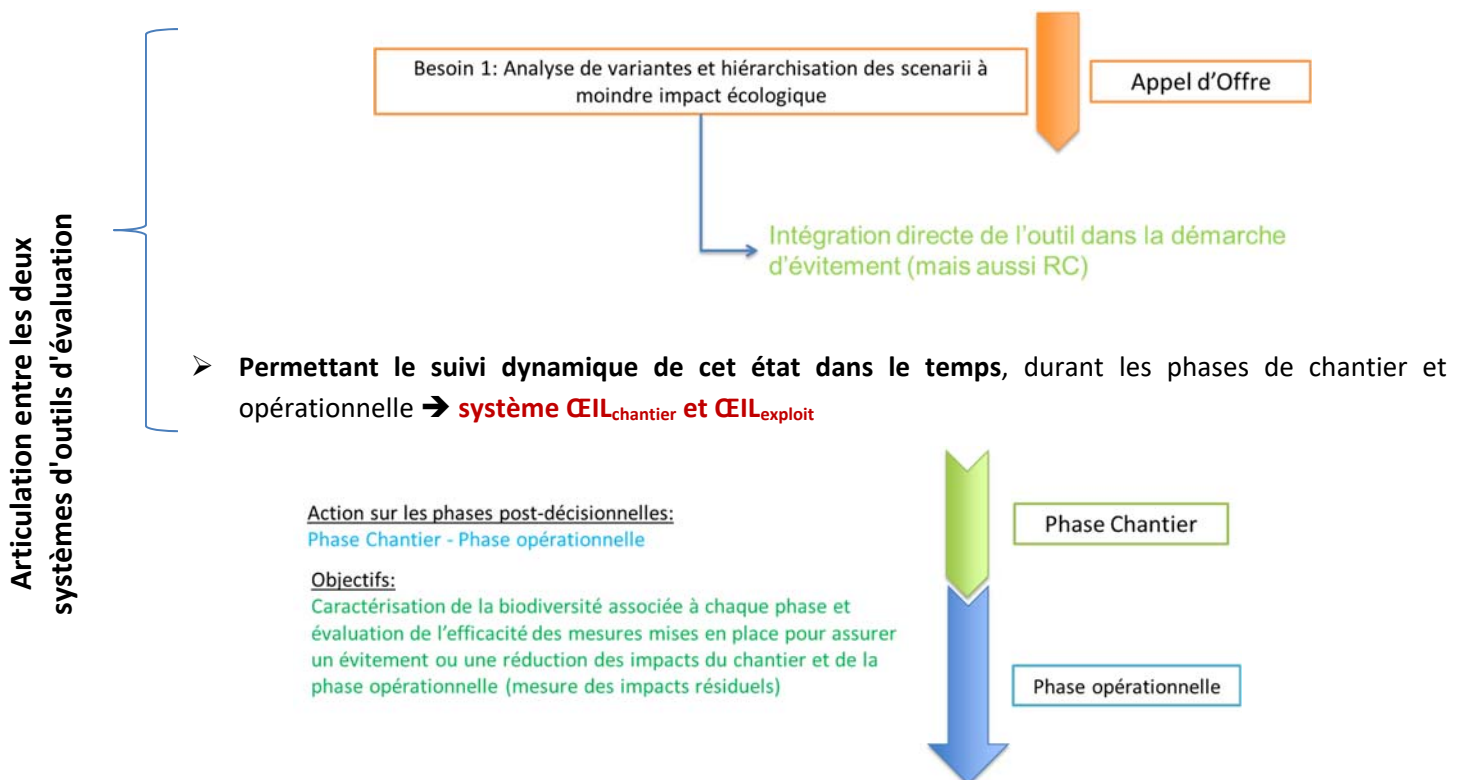 Articulation entre les deux
systèmes d'outils d'évaluation
Besoin 1: Analyse de variantes et hiérarchisation des scenarii à
moindre impact écologique
Appel d’Offre
Intégration directe de l’outil dans la démarche
d’évitement (mais aussi RC)
➢ Permettant le suivi dynamique de cet état dans le temps, durant les phases de chantier et
opérationnelle ➔ système ŒILchantier et ŒILexploit
Action sur les phases post-décisionnelles:
Phase Chantier - Phase opérationnelle
Objectifs:
Caractérisation de la biodiversité associée à chaque phase et
évaluation de l’efficacité des mesures mises en place pour assurer
un évitement ou une réduction des impacts du chantier et de la
phase opérationnelle (mesure des impacts résiduels)
Phase Chantier
Phase opérationnelle